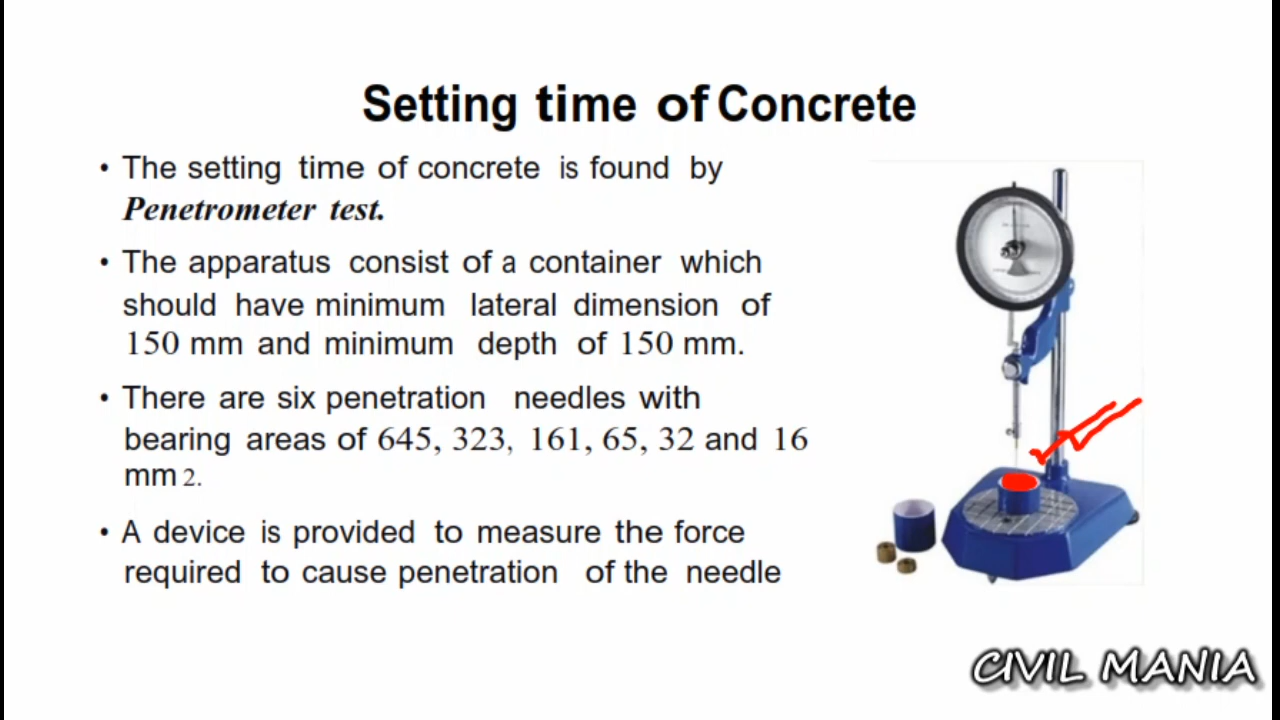 Setting time of Concrete
• The setting time of concrete is found by
Penetrometer test.
• The apparatus consist of a container which
should have minimum lateral dimension of
150 mm and minimum depth of 150 mm.
• There are six penetration needles with
bearing areas of 645, 323, 161, 65, 32 and 16
mm 2.
• A device is provided to measure the force
required to cause penetration of the needle
CIVIL MANIA